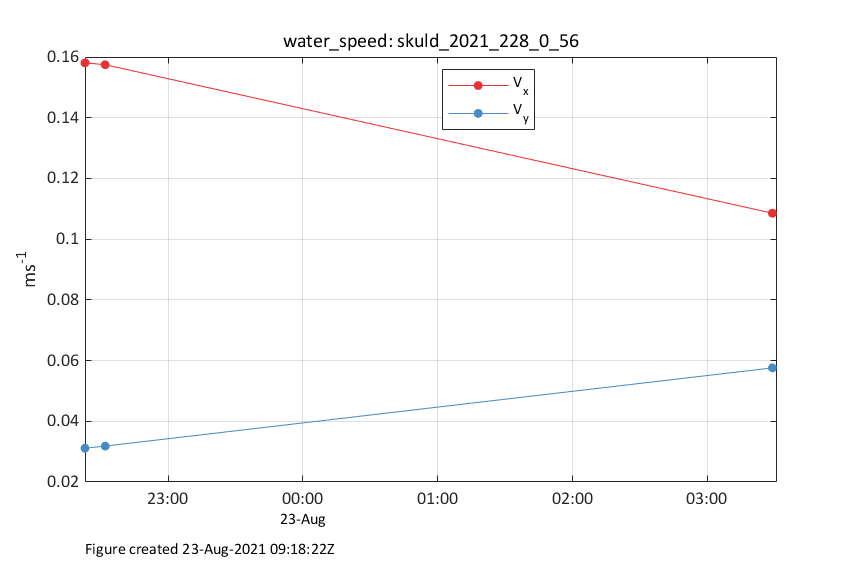 water_speed: skuld_2021_228_0_56
0.16
V_x
V_y
0.14
0.12
0.1
0.08
0.06
0.04
0.02
ms^-1
23:00 00:00 01:00 02:00 03:00
23-Aug
Figure created 23-Aug-2021 09:18:22Z